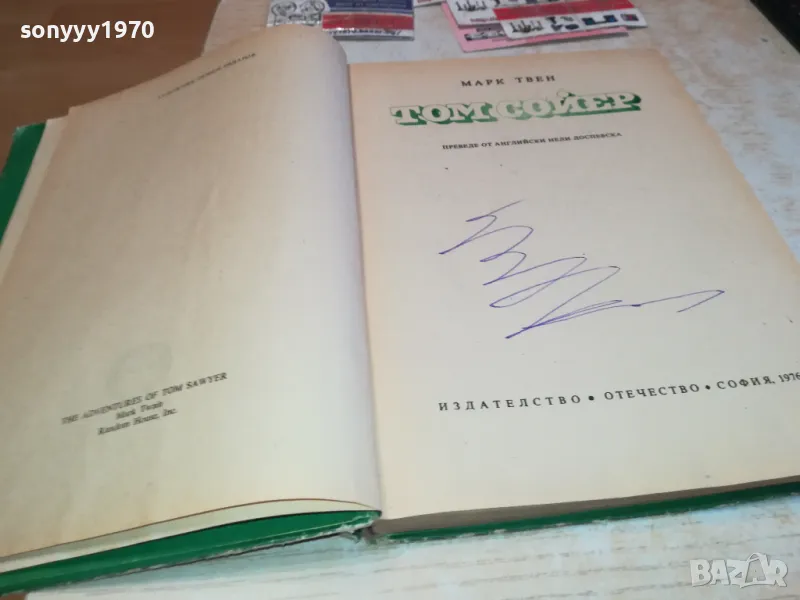 sonyyy1970
THE ADVENTURES OF TOM SAWYER
Mark Twain
Random House, Inc.
МАРК ТВЕН
ТОМ СОЙЕР
ПРЕВЕДЕ ОТ АНГЛИЙСКИ НЕЛИ ДОСПЕВСКА
ИЗДАТЕЛСТВО • ОТЕЧЕСТВО • СОФИЯ, 1976
BAZAR